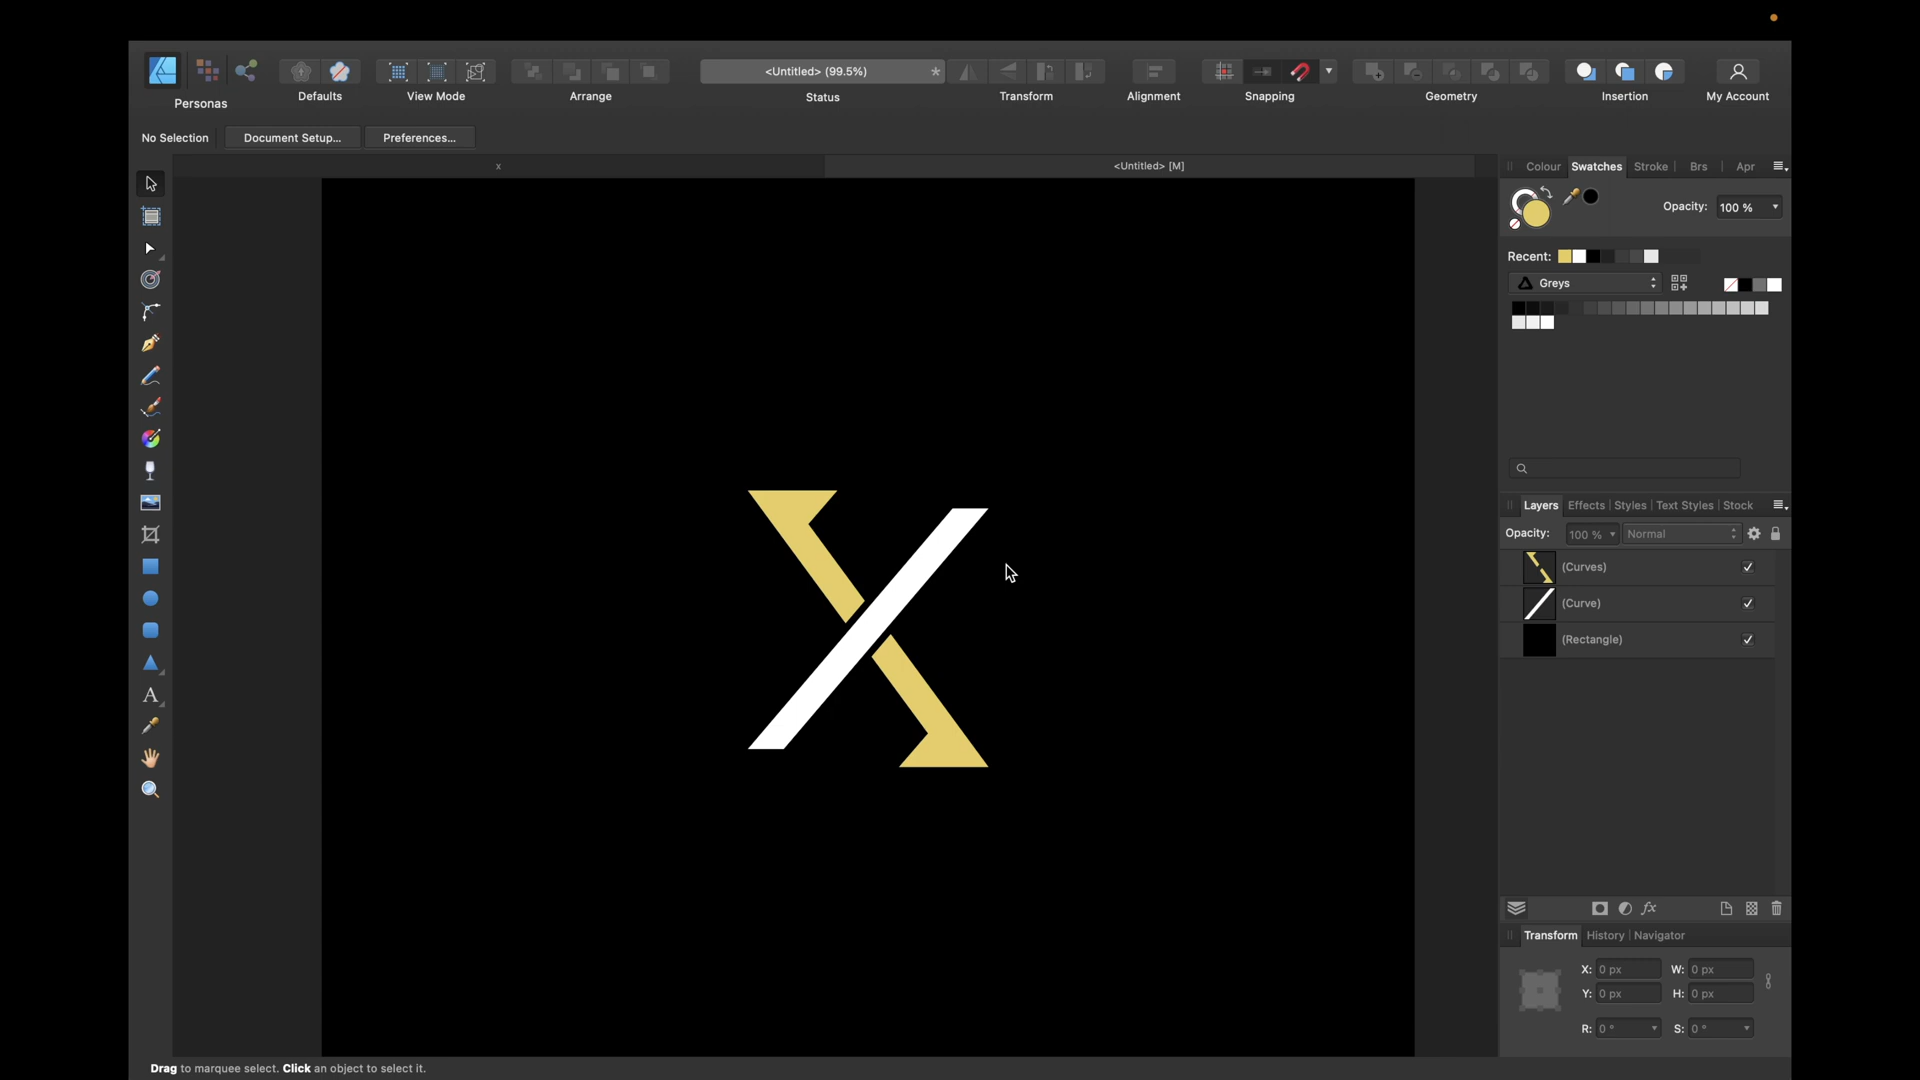 <Untitled> (99.5%) *
Personas Defaults View Mode Arrange Status Transform Alignment Snapping Geometry Insertion My Account
No Selection Document Setup... Preferences...
x <Untitled> [M]
Colour Swatches Stroke Brs Apr
Opacity: 100 %
Recent:
Greys
Layers Effects Styles Text Styles Stock
Opacity: 100 % Normal
(Curves)
(Curve)
(Rectangle)
A
fx
Transform History Navigator
X: 0 px W: 0 px
Y: 0 px H: 0 px
R: 0 ° S: 0 °
Drag to marquee select. Click an object to select it.